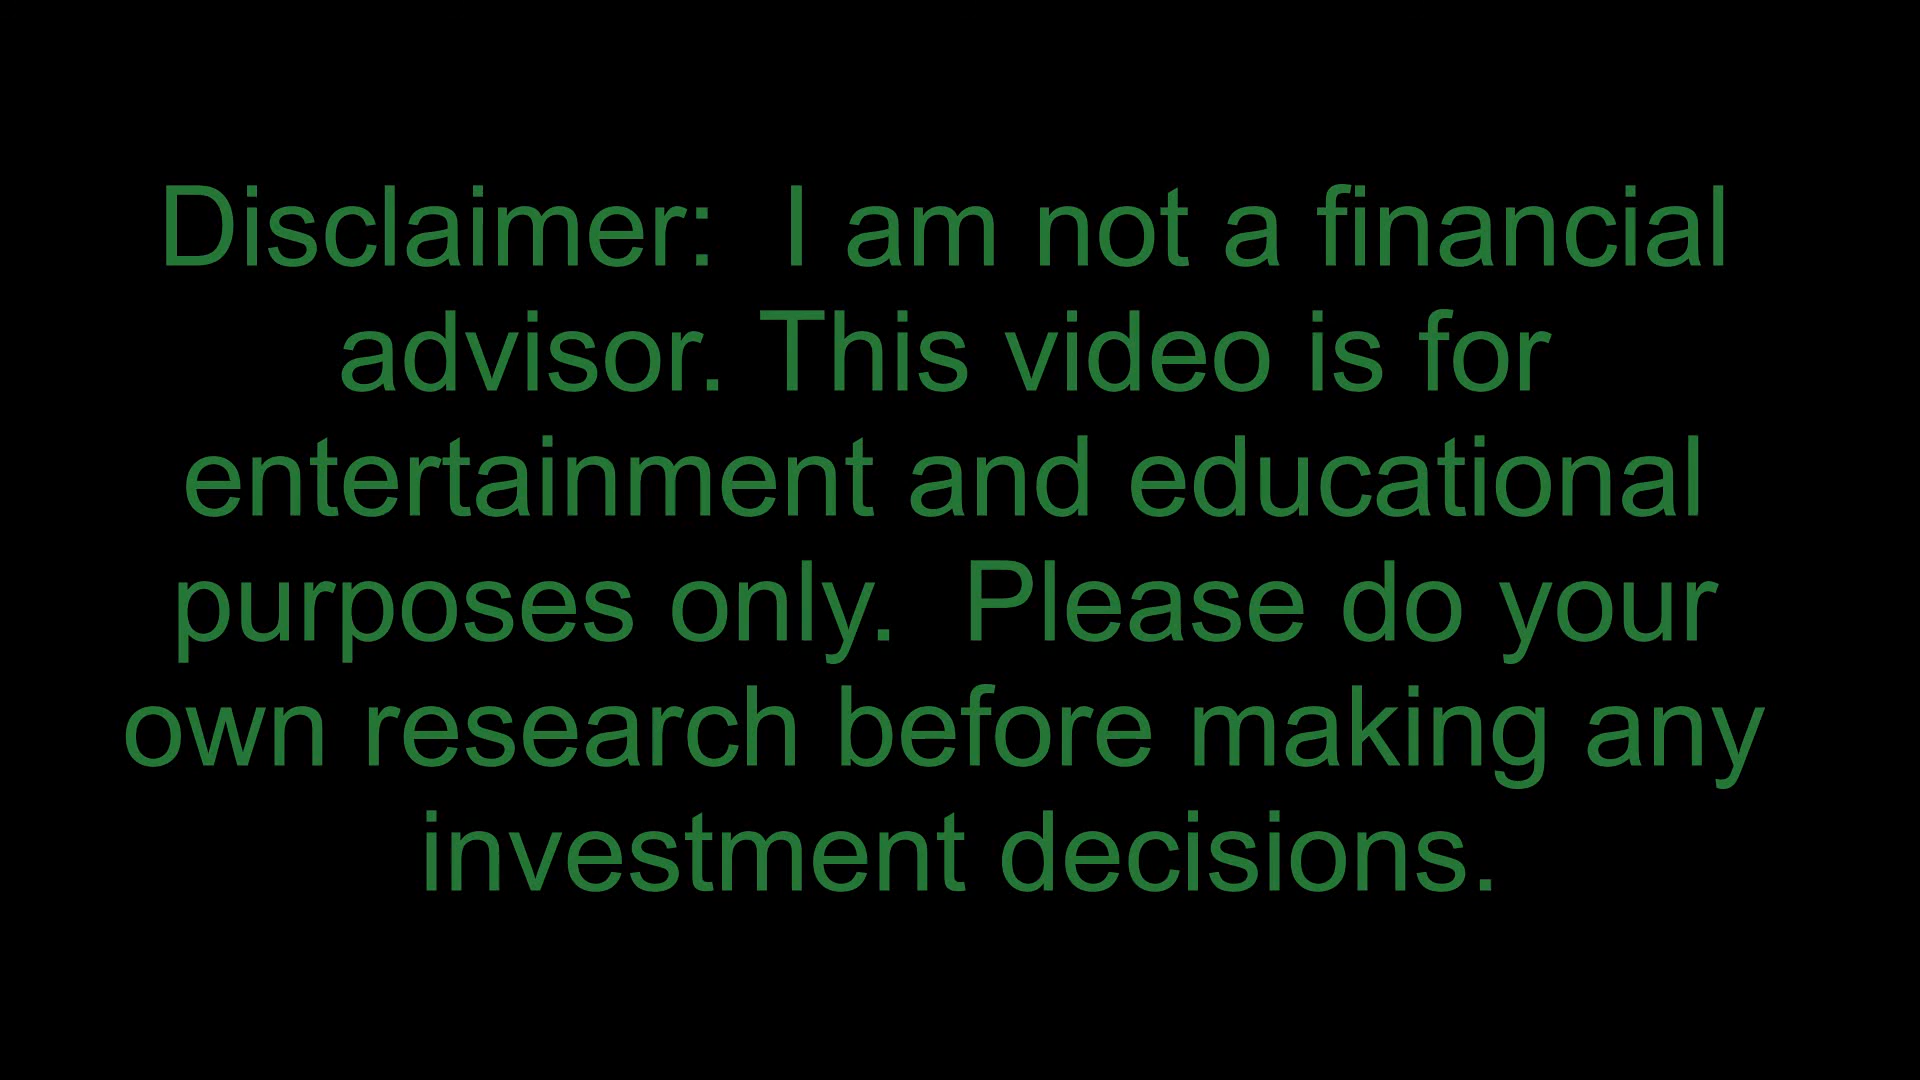 Disclaimer:  I am not a financial
advisor. This video is for
entertainment and educational
purposes only.  Please do your
own research before making any
investment decisions.